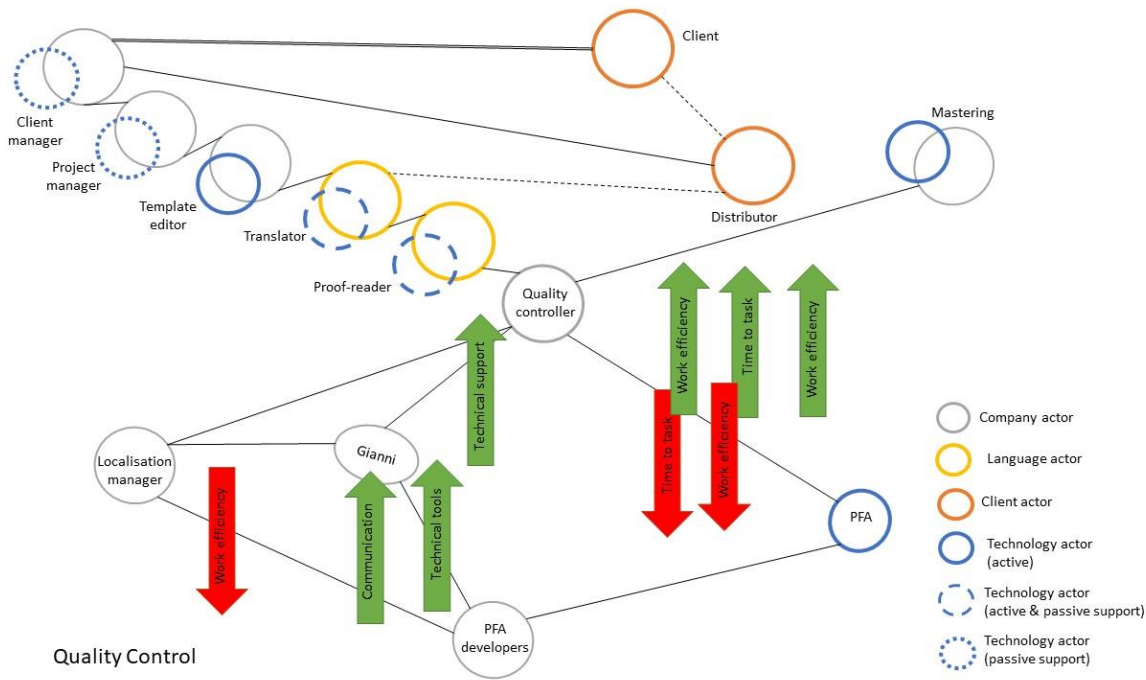 Client
Client
manager
Mastering
Project
manager
Template
editor
Translator
Distributor
Proof-reader
Quality
controller
Work efficiency
Time to task
Work efficiency
Technical support
Time to task
Work efficiency
Localisation
manager
Gianni
Work efficiency
Communication
Technical tools
PFA
PFA
developers
Quality Control
Company actor
Language actor
Client actor
Technology actor
(active)
Technology actor
(active & passive support)
Technology actor
(passive support)